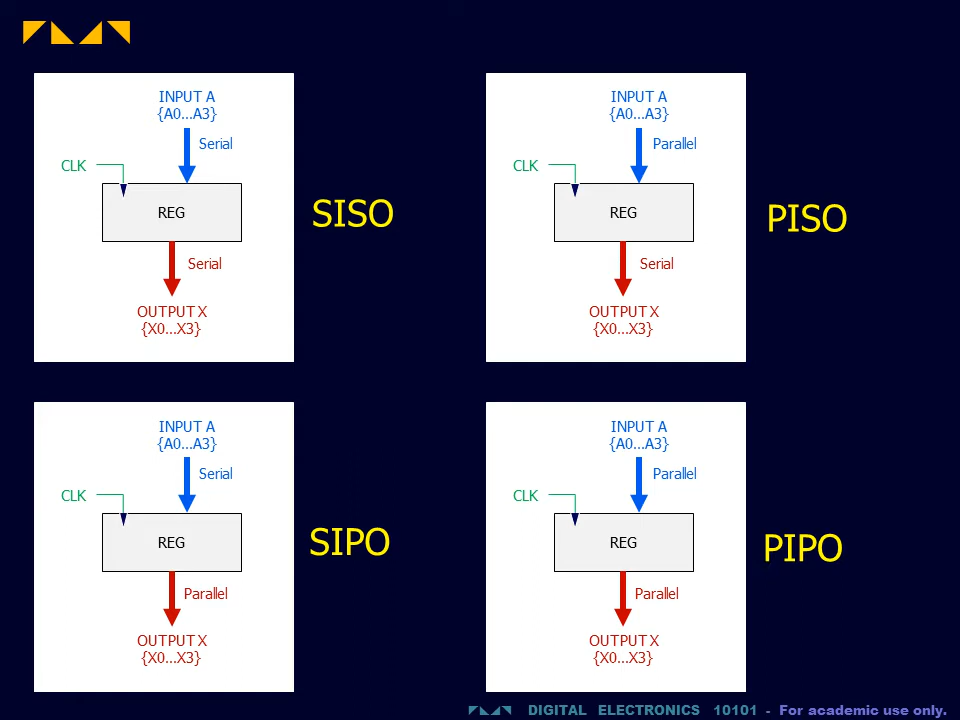 INPUT A
{A0...A3}
Serial
CLK
REG
Serial
OUTPUT X
{X0...X3}
SISO
INPUT A
{A0...A3}
Parallel
CLK
REG
Serial
OUTPUT X
{X0...X3}
PISO
INPUT A
{A0...A3}
Serial
CLK
REG
Parallel
OUTPUT X
{X0...X3}
SIPO
INPUT A
{A0...A3}
Parallel
CLK
REG
Parallel
OUTPUT X
{X0...X3}
PIPO
DIGITAL ELECTRONICS 10101 - For academic use only.